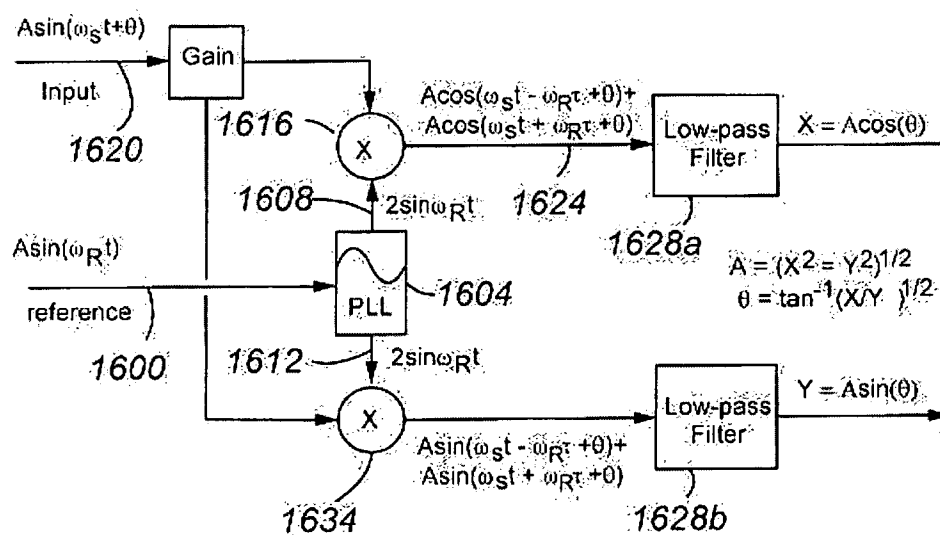 Asin(ωSt+θ)
Gain
Input
1620
1616
X
Acos(ωSt - ωRτ +θ)+
Acos(ωSt + ωRτ +θ)
1624
Low-pass
Filter
X = Acos(θ)
1628a
1608
2sinωRt
Asin(ωRt)
reference
1600
PLL
1604
A = (X² = Y²)^1/2
θ = tan⁻¹(X/Y )^1/2
1612
2sinωRt
X
1634
Asin(ωSt - ωRτ +θ)+
Asin(ωSt + ωRτ +θ)
Low-pass
Filter
Y = Asin(θ)
1628b